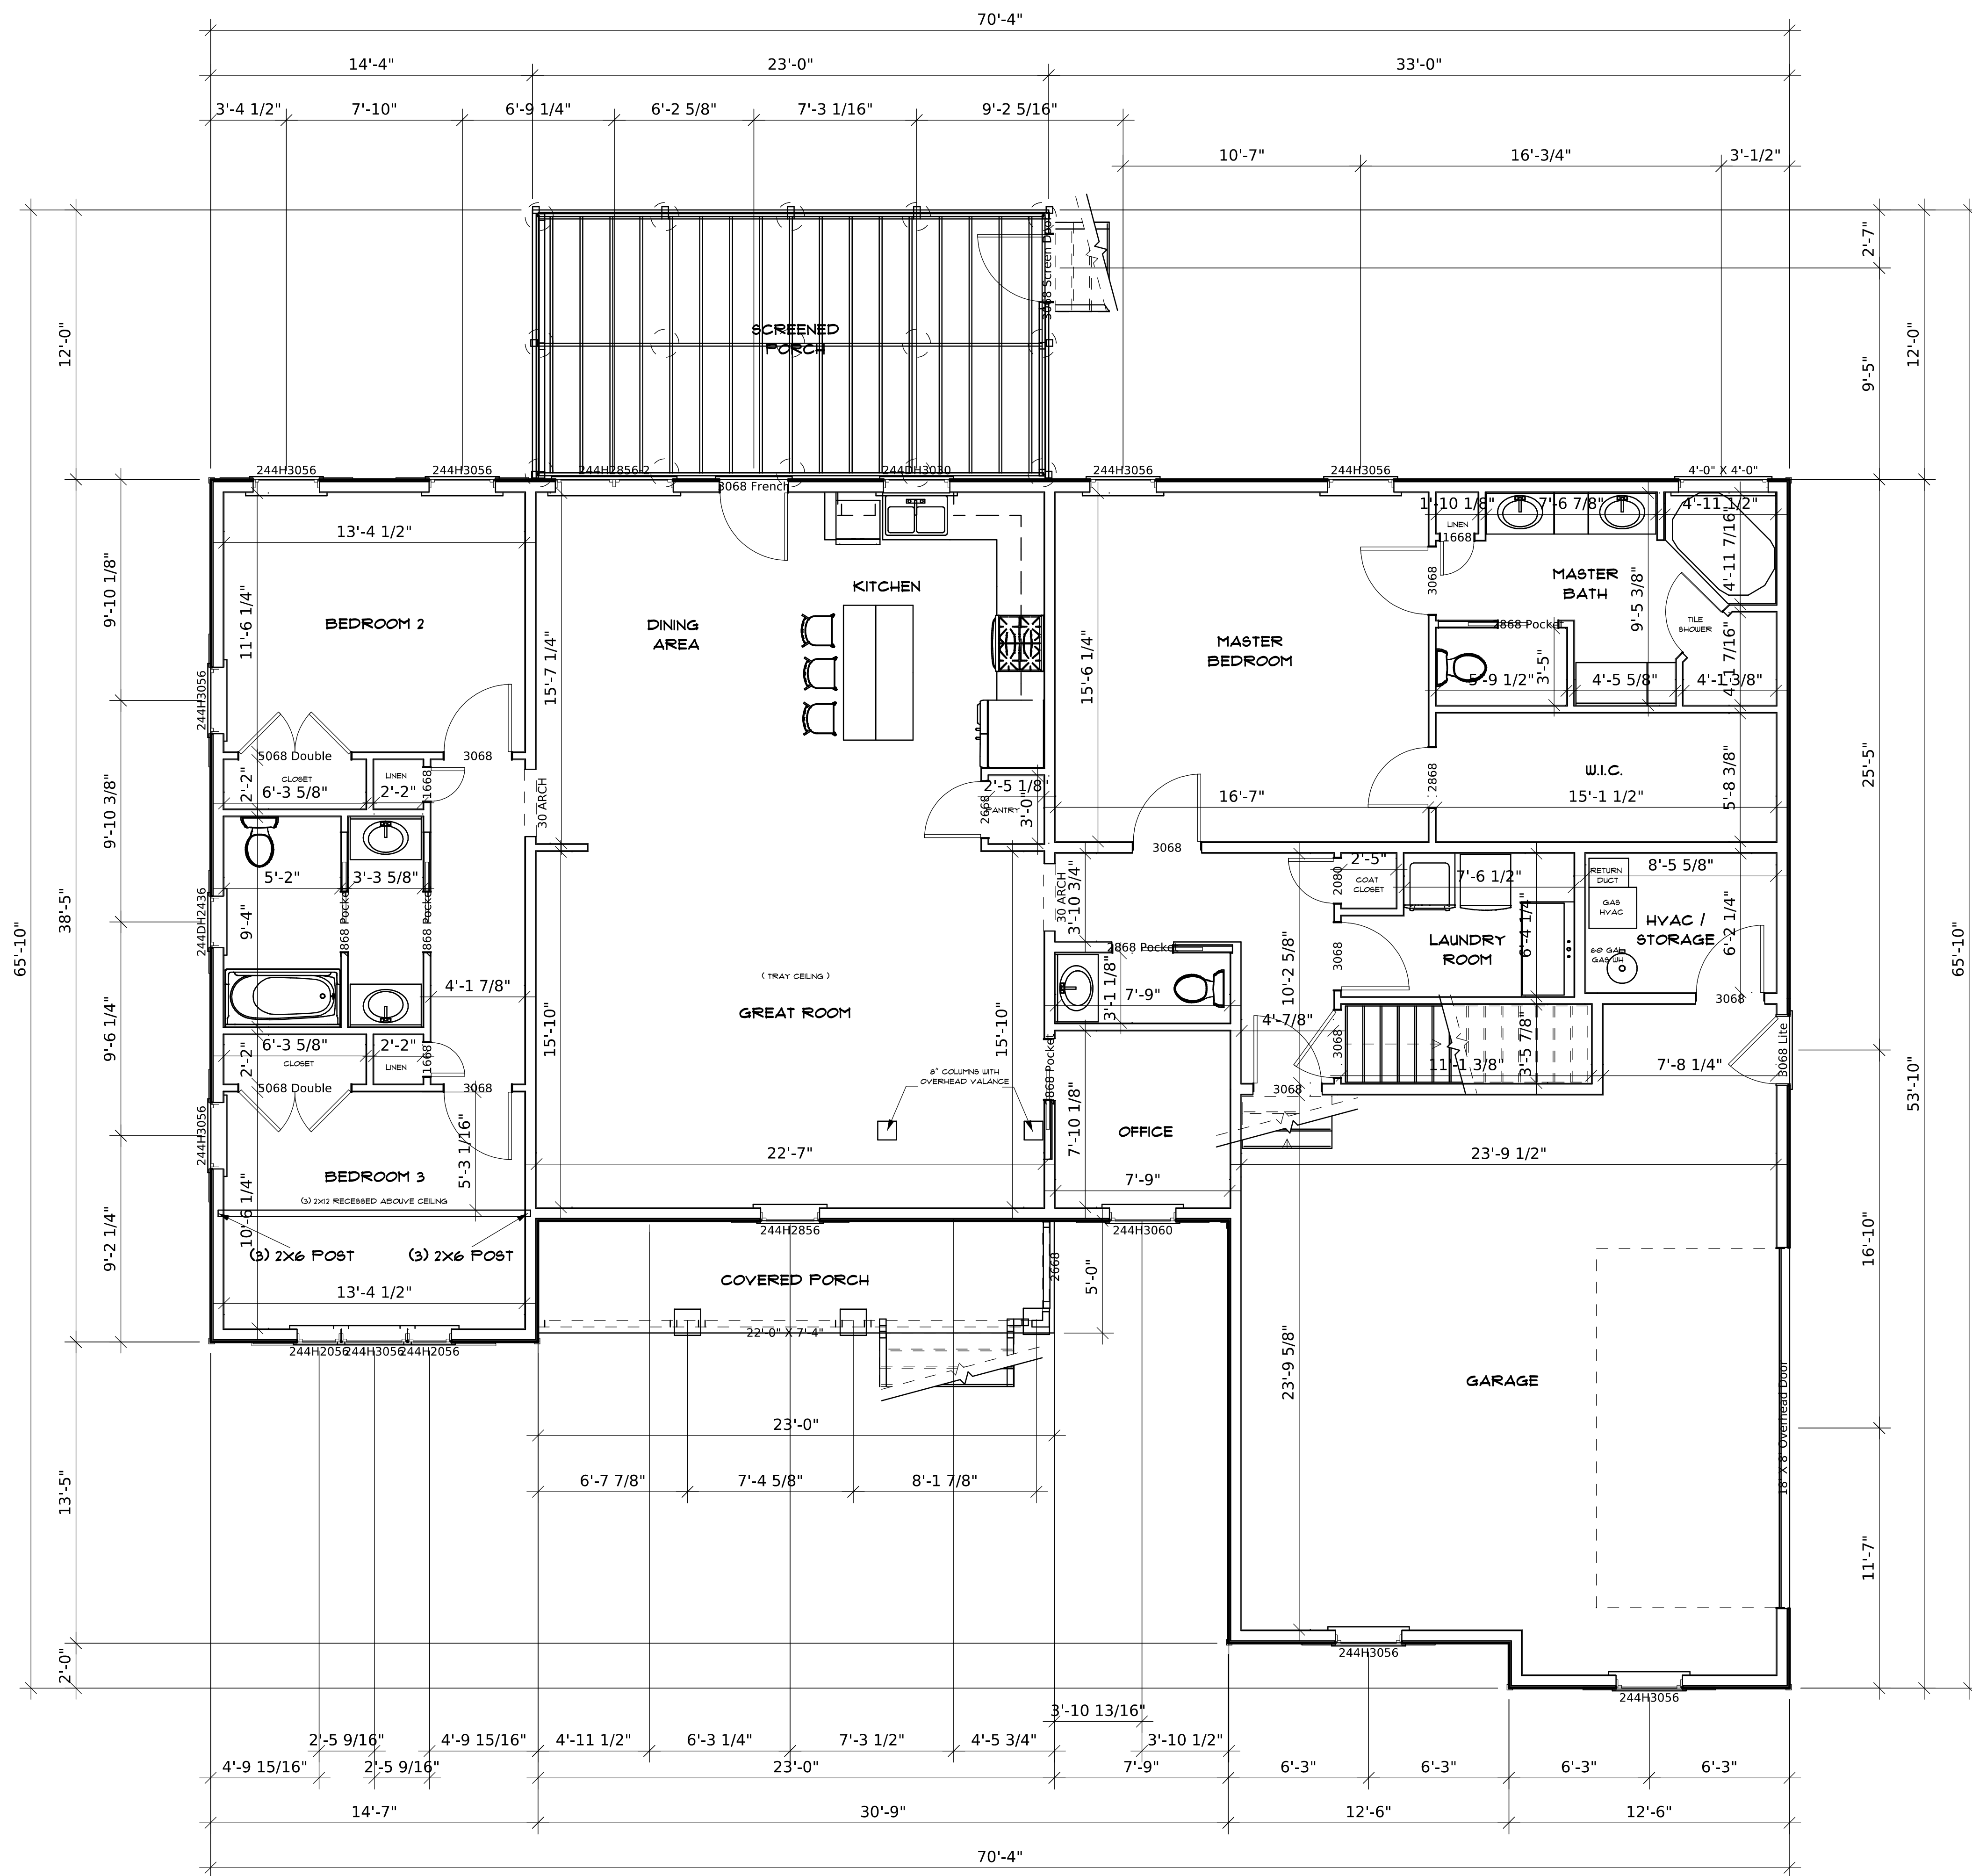 70'-4"
14'-4" 23'-0" 33'-0"
3'-4 1/2" 7'-10" 6'-9 1/4" 6'-2 5/8" 7'-3 1/16" 9'-2 5/16"
10'-7" 16'-3/4" 3'-1/2"
12'-0"
2'-7"
9'-5"
12'-0"
3068 Screen Door
SCREENED
PORCH
244H3056 244H3056 244H2856-2 244DH3030 244H3056 244H3056 4'-0" X 4'-0"
3068 French
1'-10 1/8" 7'-6 7/8" 4'-11 1/2"
LINEN
1668
13'-4 1/2"
11'-6 1/4"
BEDROOM 2
DINING
AREA
15'-7 1/4"
KITCHEN
MASTER
BEDROOM
15'-6 1/4"
3068
MASTER
BATH
9'-5 3/8"
4'-11 7/16"
TILE
SHOWER
4'-1 7/16"
2868 Pocket
3'-5"
5'-9 1/2" 4'-5 5/8" 4'-1 3/8"
9'-10 1/8"
244H3056
5068 Double
3068
CLOSET
LINEN
6'-3 5/8" 2'-2"
2'-2"
1668
30 ARCH
2'-5 1/8"
PANTRY
2668
3'-0"
16'-7"
2868
W.I.C.
15'-1 1/2"
5'-8 3/8"
25'-5"
9'-10 3/8"
38'-5"
65'-10"
65'-10"
53'-10"
244DH2436
5'-2" 3'-3 5/8"
9'-4"
2868 Pocket
2868 Pocket
4'-1 7/8"
3068
30 ARCH
3'-10 3/4"
2'-5"
COAT
CLOSET
2080
7'-6 1/2"
RETURN
DUCT
8'-5 5/8"
GAS
HVAC
HVAC /
STORAGE
60 GAL
GAS WH
6'-2 1/4"
LAUNDRY
ROOM
6'-4 1/4"
3068
3068
2868 Pocket
10'-2 5/8"
( TRAY CEILING )
GREAT ROOM
15'-10"
15'-10"
3'-1 1/8"
7'-9"
4'-7/8"
3068
3068
11'-1 3/8"
3'-5 7/8"
7'-8 1/4"
3068 Lite
9'-6 1/4"
6'-3 5/8" 2'-2"
CLOSET
LINEN
2'-2"
1668
5068 Double
3068
8" COLUMNS WITH
OVERHEAD VALANCE
2868 Pocket
7'-10 1/8"
OFFICE
7'-9"
22'-7"
23'-9 1/2"
244H3056
BEDROOM 3
5'-3 1/16"
(3) 2X12 RECESSED ABOUVE CEILING
10'-6 1/4"
(3) 2X6 POST (3) 2X6 POST
13'-4 1/2"
9'-2 1/4"
244H2056 244H3056 244H2056
244H2856
244H3060
COVERED PORCH
2668
5'-0"
22'-0" X 7'-4"
16'-10"
23'-9 5/8"
GARAGE
18' X 8' Overhead Door
11'-7"
13'-5"
2'-0"
23'-0"
6'-7 7/8" 7'-4 5/8" 8'-1 7/8"
244H3056
244H3056
3'-10 13/16"
2'-5 9/16" 4'-9 15/16" 4'-11 1/2" 6'-3 1/4" 7'-3 1/2" 4'-5 3/4" 3'-10 1/2"
4'-9 15/16" 2'-5 9/16" 23'-0" 7'-9" 6'-3" 6'-3" 6'-3" 6'-3"
14'-7" 30'-9" 12'-6" 12'-6"
70'-4"